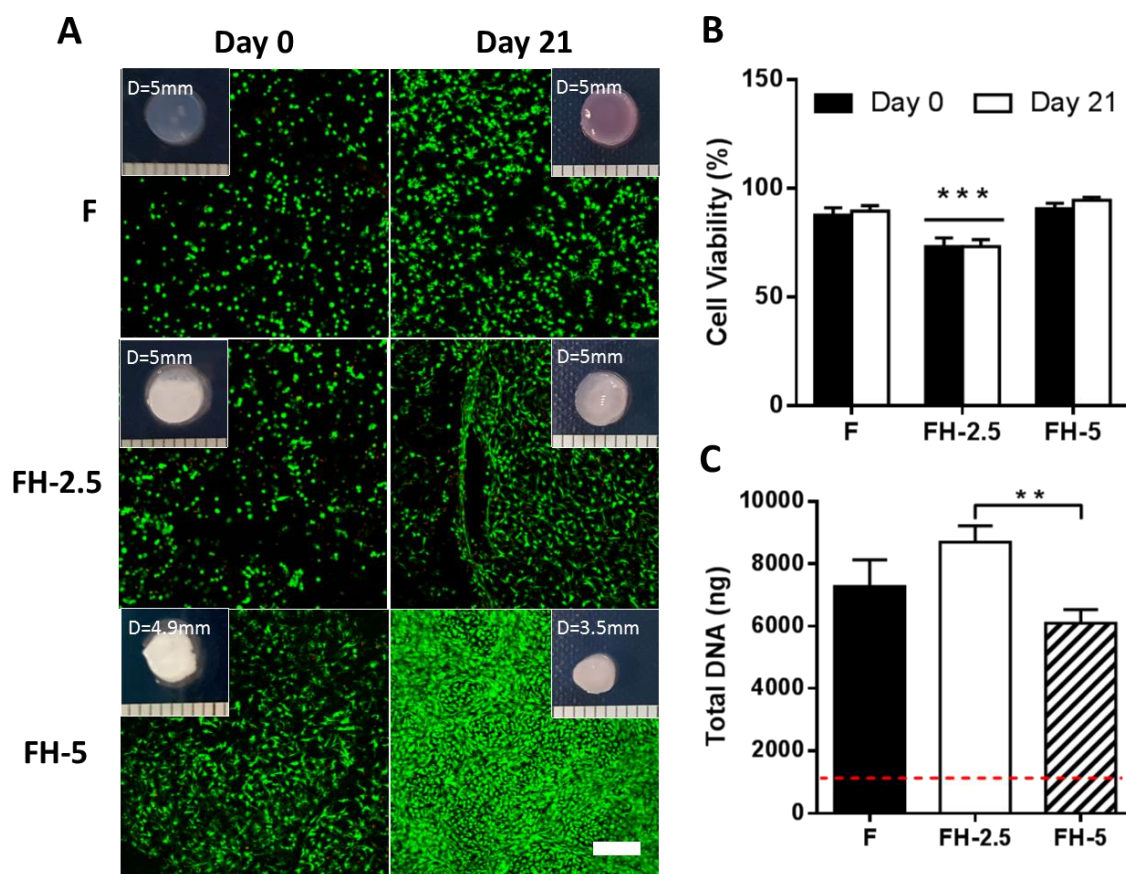 A
Day 0
Day 21
D=5mm
D=5mm
F
D=5mm
D=5mm
FH-2.5
D=4.9mm
D=3.5mm
FH-5
B
150
100
50
0
Cell Viability (%)
Day 0
Day 21
***
F
FH-2.5
FH-5
C
10000
8000
6000
4000
2000
0
Total DNA (ng)
**
F
FH-2.5
FH-5